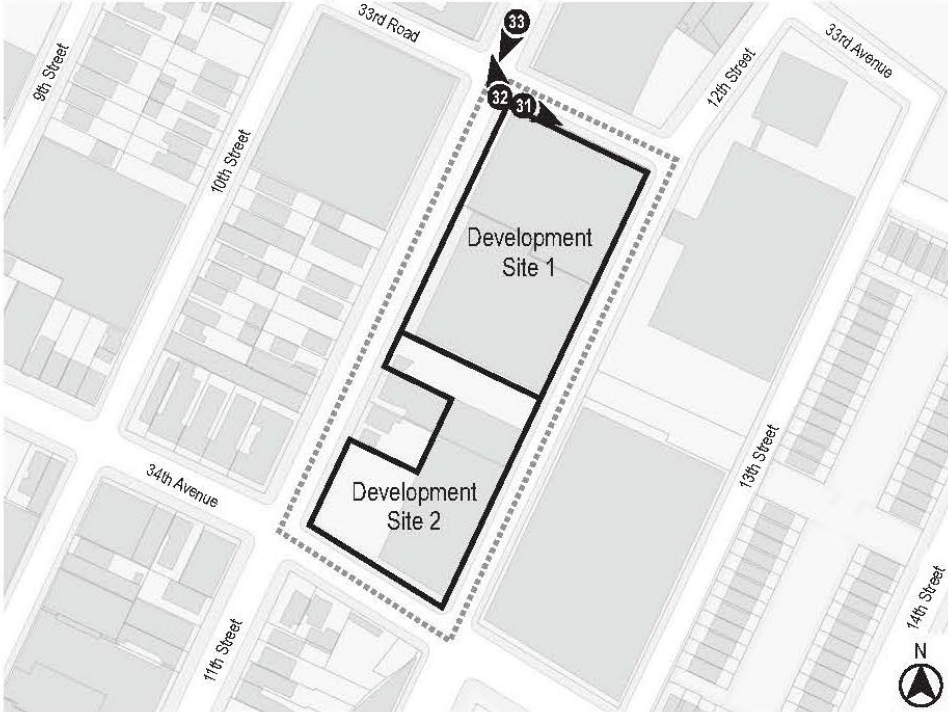 33rd Road
33
33rd Avenue
12th Street
9th Street
32
31
10th Street
Development
Site 1
13th Street
34th Avenue
Development
Site 2
14th Street
11th Street
N